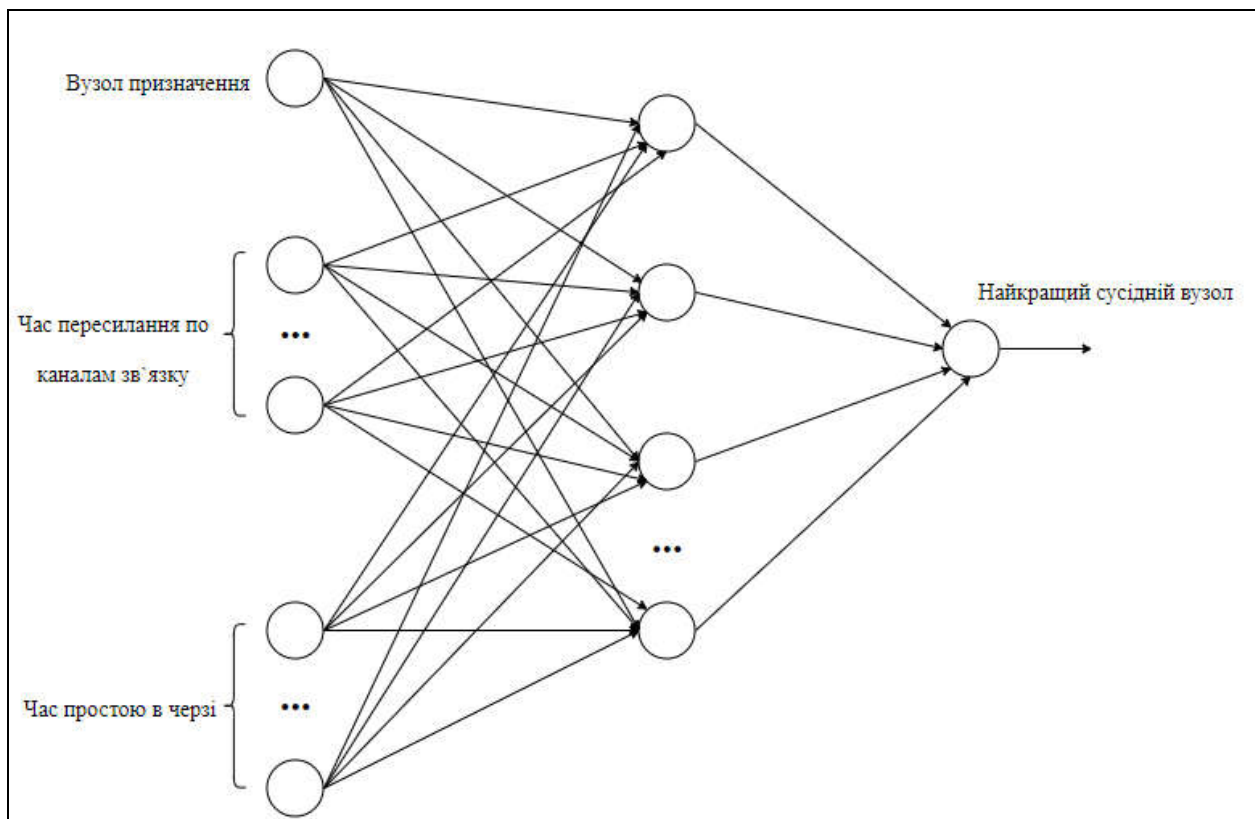 Вузол призначення
Час пересилання по
каналам зв`язку
...
...
Час простою в черзі
...
Найкращий сусідній вузол